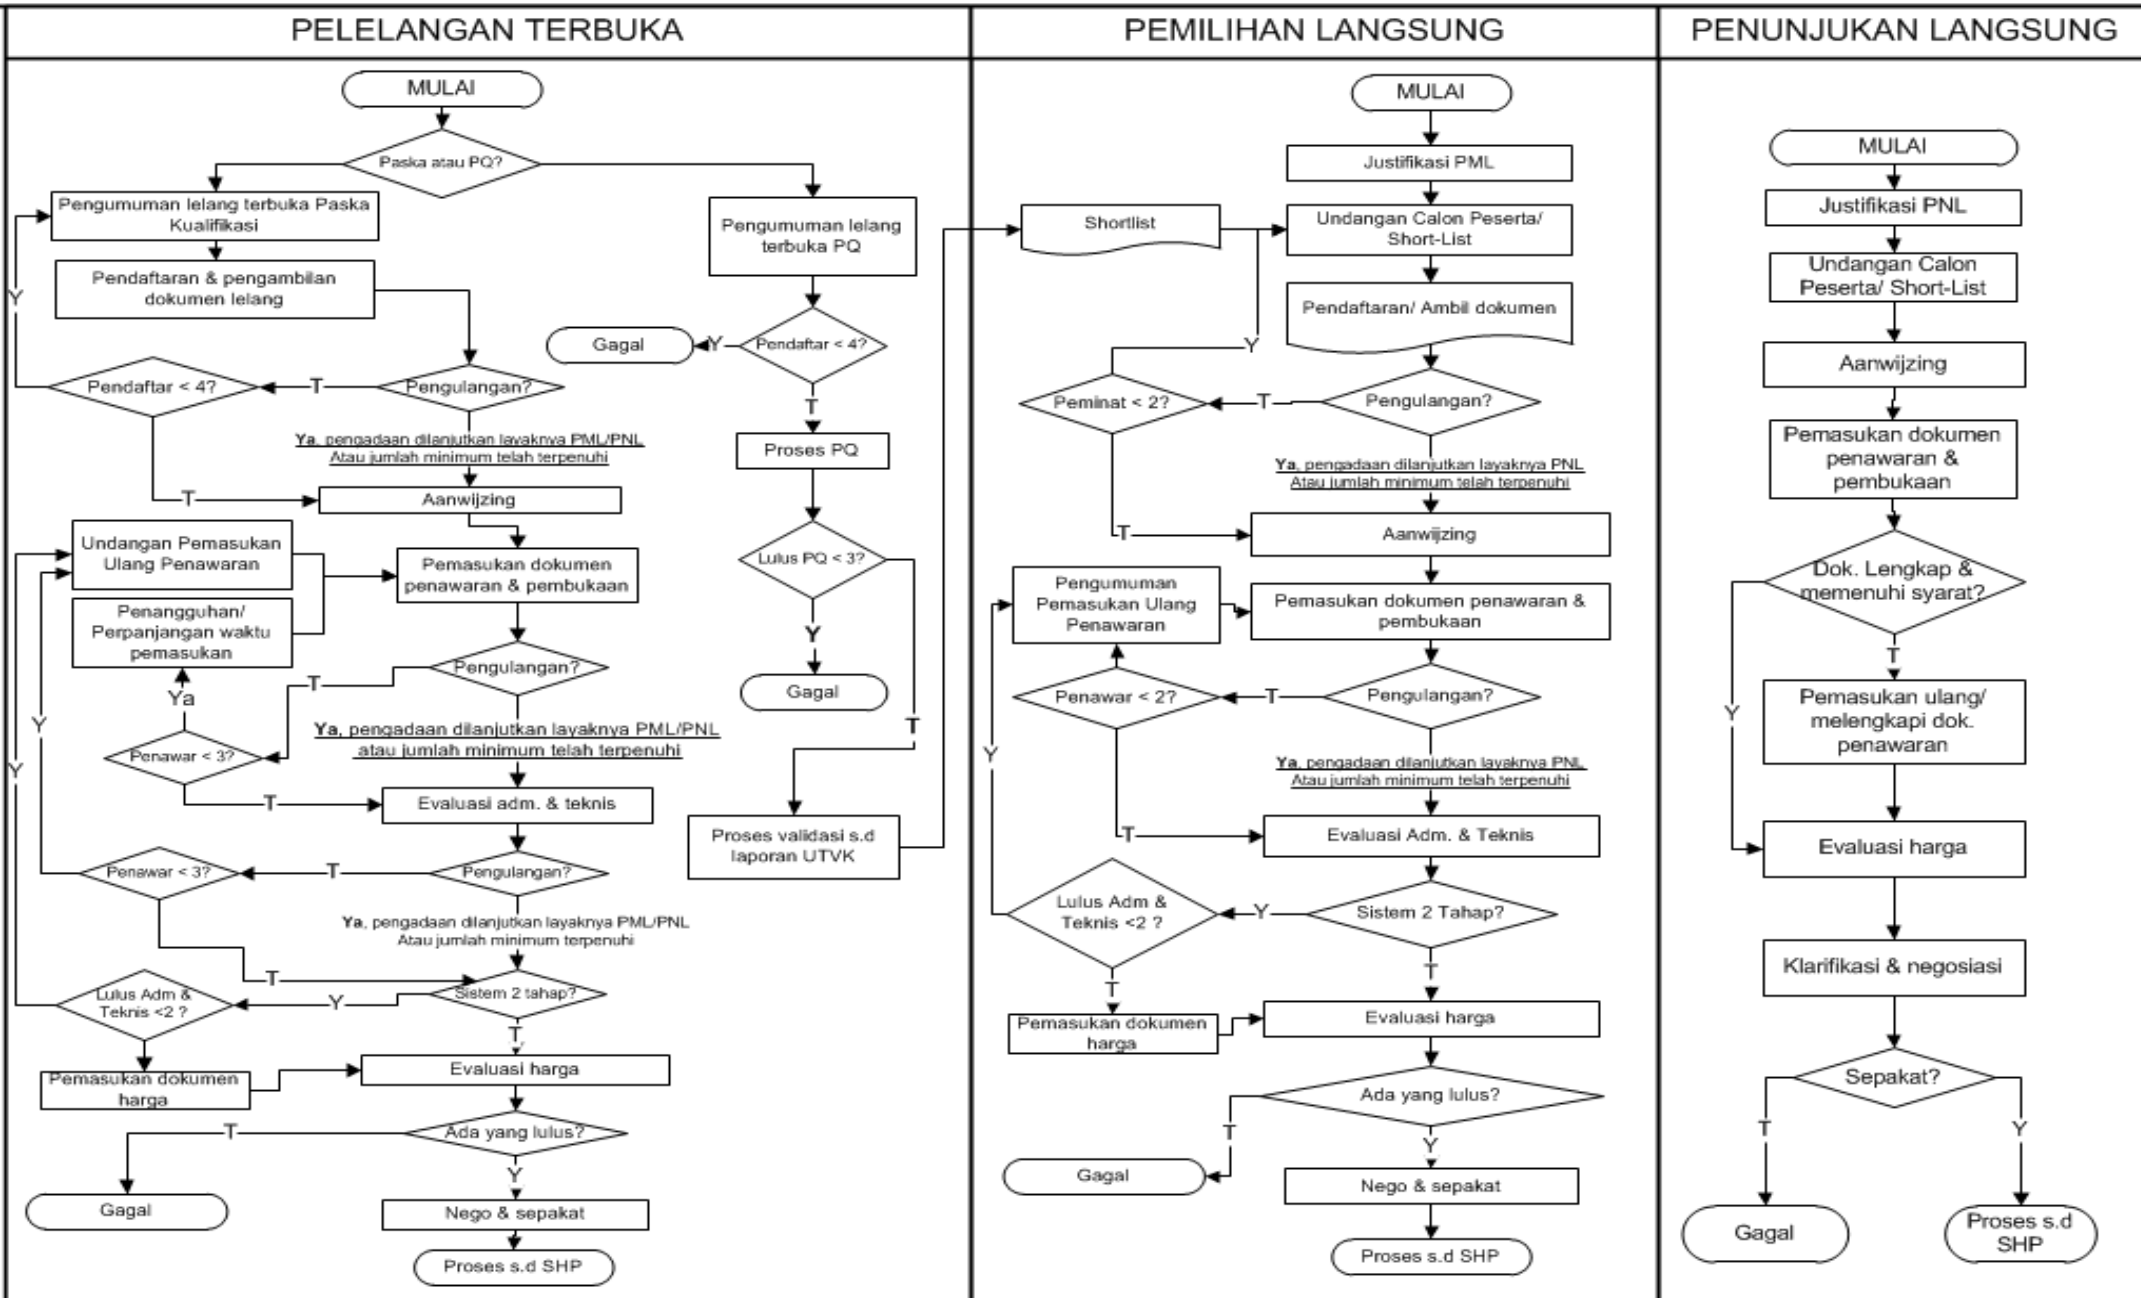 PELELANGAN TERBUKA
MULAI
Paska atau PQ?
Pengumuman lelang terbuka Paska
Kualifikasi
Pengumuman lelang
terbuka PQ
Pendaftaran & pengambilan
dokumen lelang
Y
Gagal
Y
Pendaftar < 4?
Pendaftar < 4?
T
Pengulangan?
T
Ya, pengadaan dilanjutkan layaknya PML/PNL
Atau jumlah minimum telah terpenuhi
Proses PQ
T
Aanwijzing
Undangan Pemasukan
Ulang Penawaran
Pemasukan dokumen
penawaran & pembukaan
Lulus PQ < 3?
Penangguhan/
Perpanjangan waktu
pemasukan
Y
Pengulangan?
T
Ya
Gagal
Y
T
Ya, pengadaan dilanjutkan layaknya PML/PNL
atau jumlah minimum telah terpenuhi
Penawar < 3?
Y
T
Evaluasi adm. & teknis
Proses validasi s.d
laporan UTVK
Penawar < 3?
T
Pengulangan?
Ya, pengadaan dilanjutkan layaknya PML/PNL
Atau jumlah minimum terpenuhi
T
Lulus Adm &
Teknis <2 ?
Y
Sistem 2 tahap?
T
Pemasukan dokumen
harga
Evaluasi harga
T
Ada yang lulus?
Y
Gagal
Nego & sepakat
Proses s.d SHP
PEMILIHAN LANGSUNG
MULAI
Justifikasi PML
Shortlist
Undangan Calon Peserta/
Short-List
Pendaftaran/ Ambil dokumen
Y
Peminat < 2?
T
Pengulangan?
Ya, pengadaan dilanjutkan layaknya PNL
Atau jumlah minimum telah terpenuhi
T
Aanwijzing
Pengumuman
Pemasukan Ulang
Penawaran
Pemasukan dokumen penawaran &
pembukaan
Penawar < 2?
T
Pengulangan?
Y
Ya, pengadaan dilanjutkan layaknya PNL
Atau jumlah minimum telah terpenuhi
T
Evaluasi Adm. & Teknis
Lulus Adm &
Teknis <2 ?
Y
Sistem 2 Tahap?
T
T
Pemasukan dokumen
harga
Evaluasi harga
Ada yang lulus?
T
Y
Gagal
Nego & sepakat
Proses s.d SHP
PENUNJUKAN LANGSUNG
MULAI
Justifikasi PNL
Undangan Calon
Peserta/ Short-List
Aanwijzing
Pemasukan dokumen
penawaran &
pembukaan
Dok. Lengkap &
memenuhi syarat?
T
Y
Pemasukan ulang/
melengkapi dok.
penawaran
Evaluasi harga
Klarifikasi & negosiasi
Sepakat?
T
Y
Gagal
Proses s.d
SHP